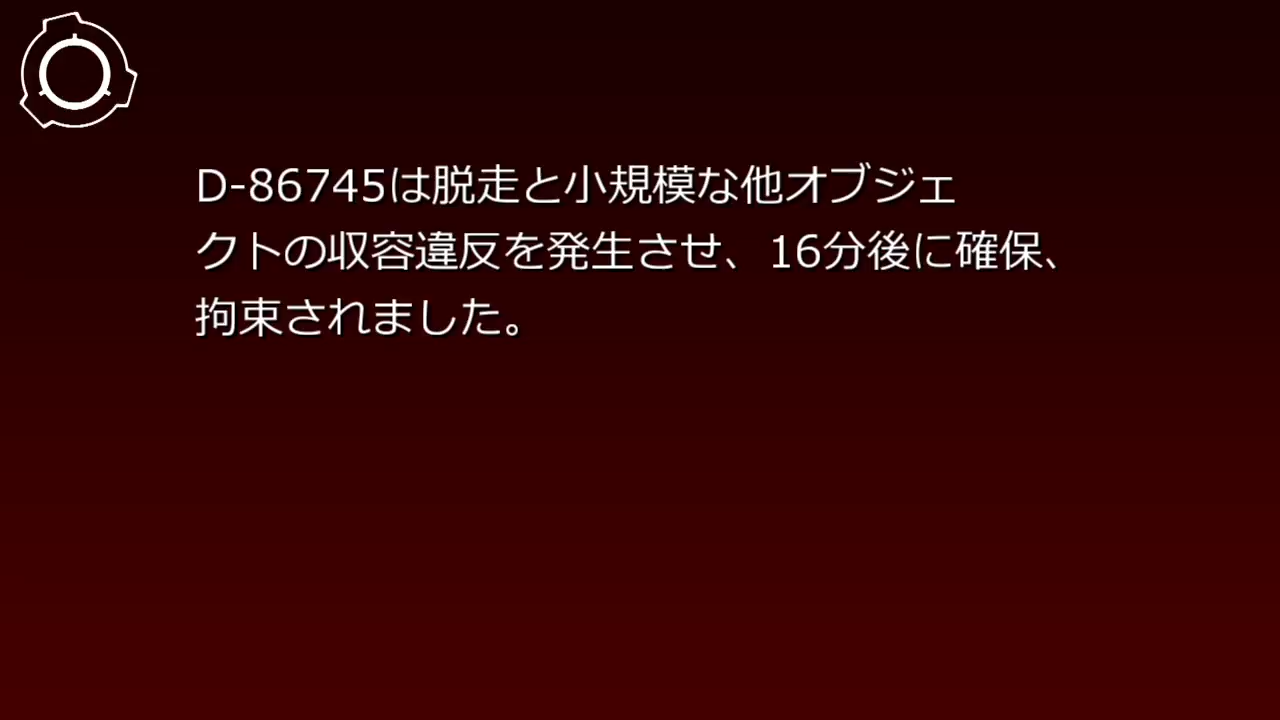 D-86745は脱走と小規模な他オブジェ
クトの収容違反を発生させ、16分後に確保、
拘束されました。